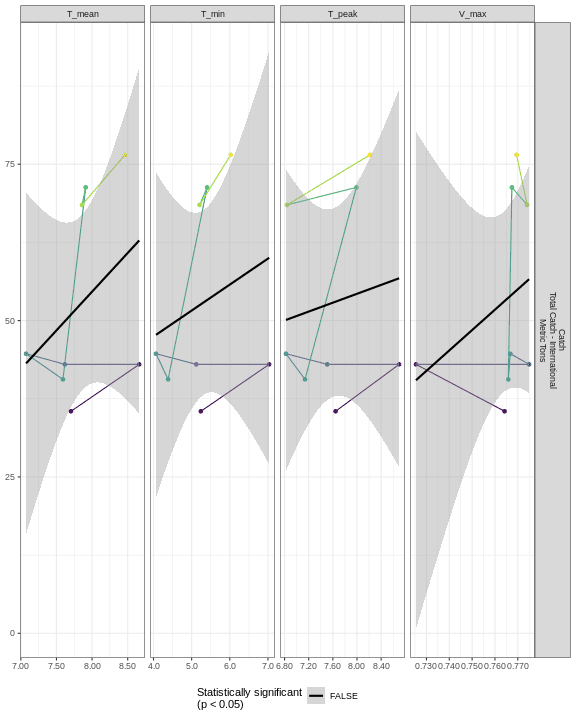 T_mean
T_min
T_peak
V_max
75
50
25
0
7.00 7.50 8.00 8.50
4.0 5.0 6.0 7.0
6.80 7.20 7.60 8.00 8.40
0.730 0.740 0.750 0.760 0.770
Catch
Total Catch - International
Metric Tons
Statistically significant
(p < 0.05)
FALSE